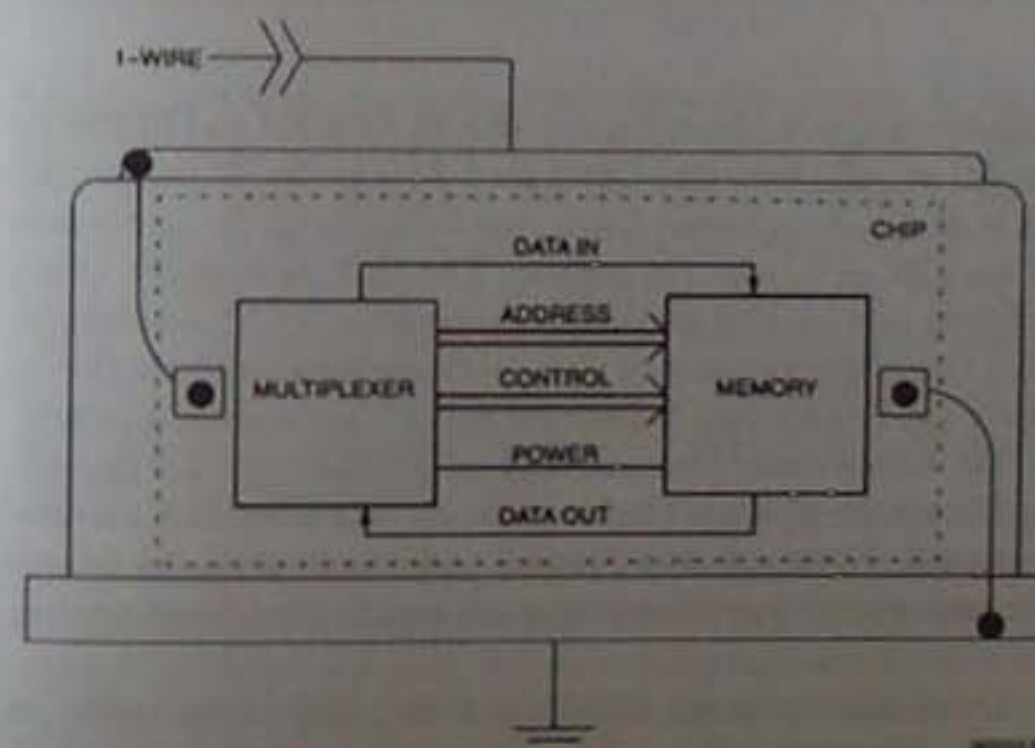 1-WIRE
CHIP
DATA IN
ADDRESS
MULTIPLEXER
CONTROL
MEMORY
POWER
DATA OUT